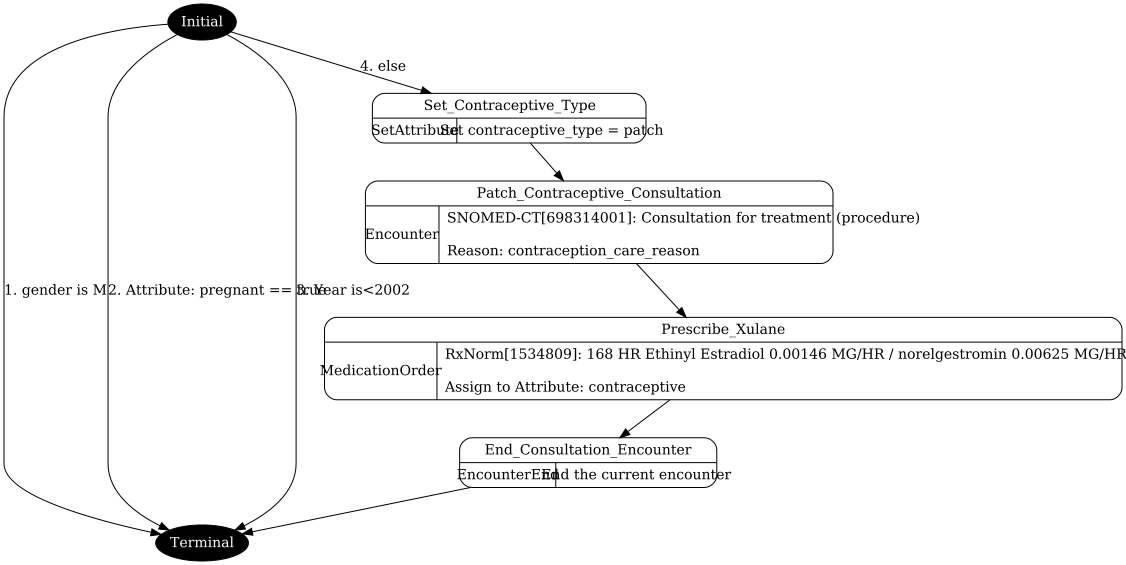 Initial
4. else
Set_Contraceptive_Type
SetAttribute Set contraceptive_type = patch
Patch_Contraceptive_Consultation
SNOMED-CT[698314001]: Consultation for treatment (procedure)
Encounter
Reason: contraception_care_reason
1. gender is M 2. Attribute: pregnant == true 3. Year is<2002
Prescribe_Xulane
RxNorm[1534809]: 168 HR Ethinyl Estradiol 0.00146 MG/HR / norelgestromin 0.00625 MG/HR
MedicationOrder
Assign to Attribute: contraceptive
End_Consultation_Encounter
EncounterEnd End the current encounter
Terminal